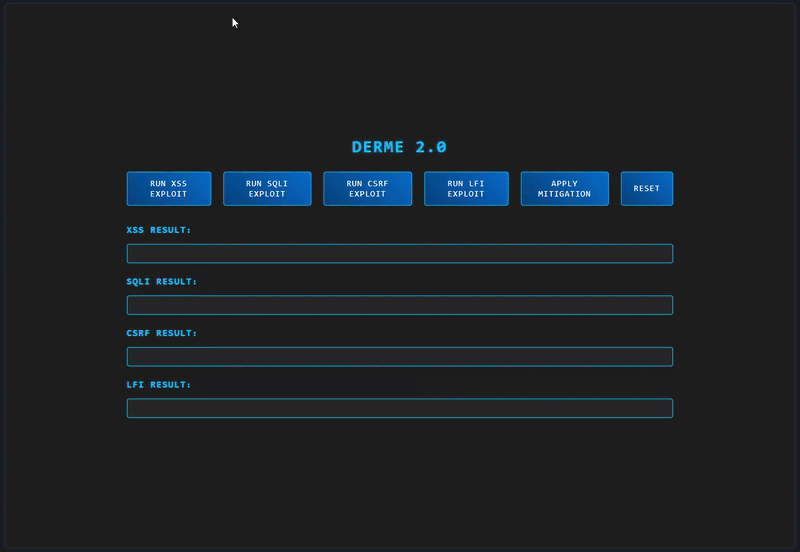 DERME 2.0
RUN XSS
EXPLOIT
RUN SQLI
EXPLOIT
RUN CSRF
EXPLOIT
RUN LFI
EXPLOIT
APPLY
MITIGATION
RESET
XSS RESULT:
SQLI RESULT:
CSRF RESULT:
LFI RESULT: